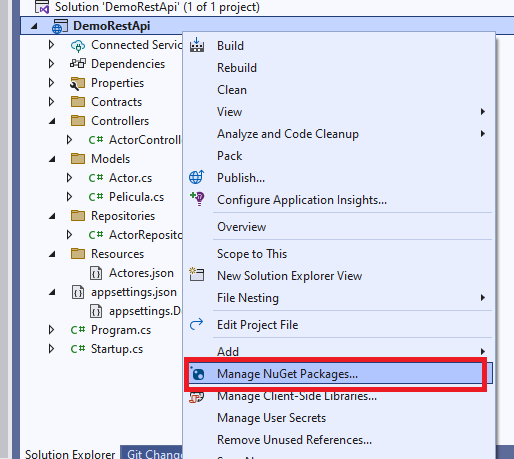 Solution 'DemoRestApi' (1 of 1 project)
DemoRestApi
Connected Servic
Dependencies
Properties
Contracts
Controllers
C# ActorControll
Models
C# Actor.cs
C# Pelicula.cs
Repositories
C# ActorReposito
Resources
Actores.json
appsettings.json
appsettings.D
C# Program.cs
C# Startup.cs
Solution Explorer
Git Change
Build
Rebuild
Clean
View
Analyze and Code Cleanup
Pack
Publish...
Configure Application Insights...
Overview
Scope to This
New Solution Explorer View
File Nesting
Edit Project File
Add
Manage NuGet Packages...
Manage Client-Side Libraries...
Manage User Secrets
Remove Unused References...